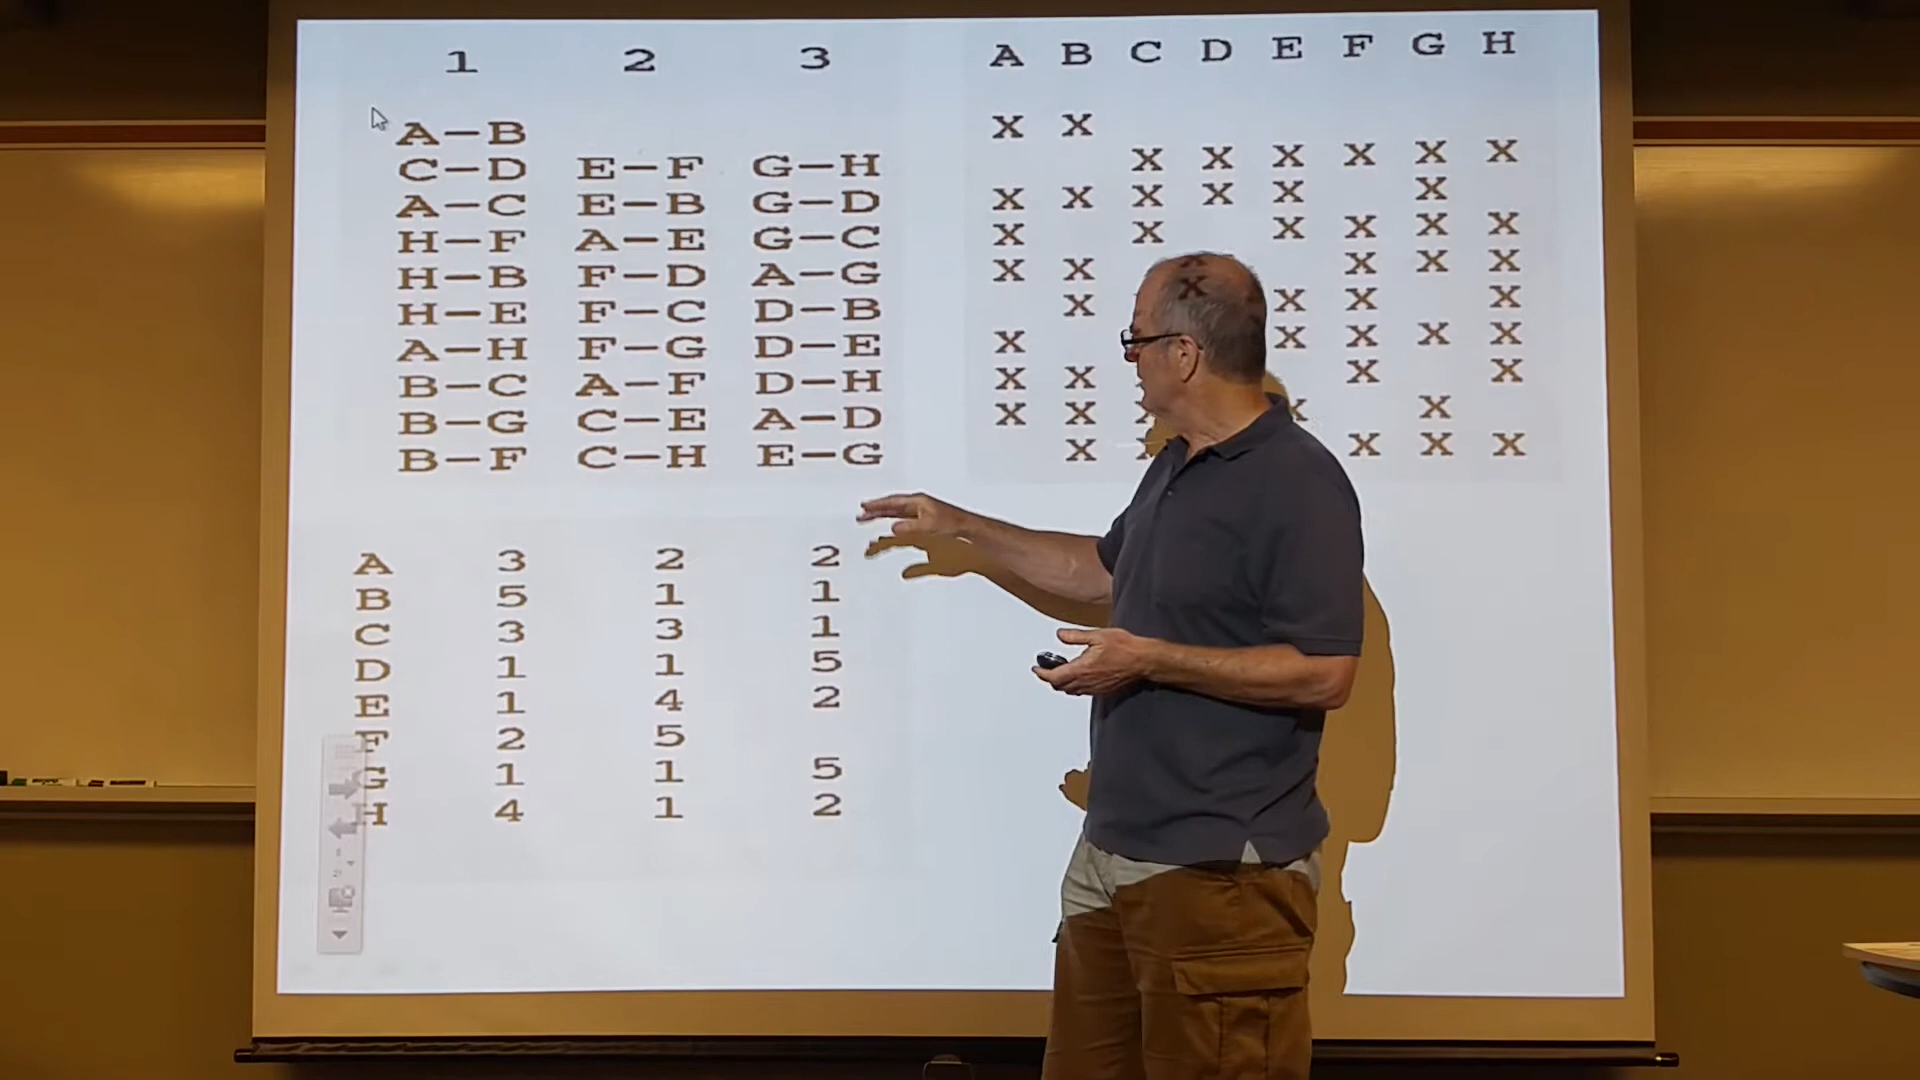 1 2 3
A-B
C-D E-F G-H
A-C E-B G-D
H-F A-E G-C
H-B F-D A-G
H-E F-C D-B
A-H F-G D-E
B-C A-F D-H
B-G C-E A-D
B-F C-H E-G
A B C D E F G H
X X
X X X X X X
X X X X X X
X X X X X X
X X X X X X
X X X X X
X X X X X
X X X X
X X X X X
X X X X X
A 3 2 2
B 5 1 1
C 3 3 1
D 1 1 5
E 1 4 2
F 2 5
G 1 1 5
H 4 1 2